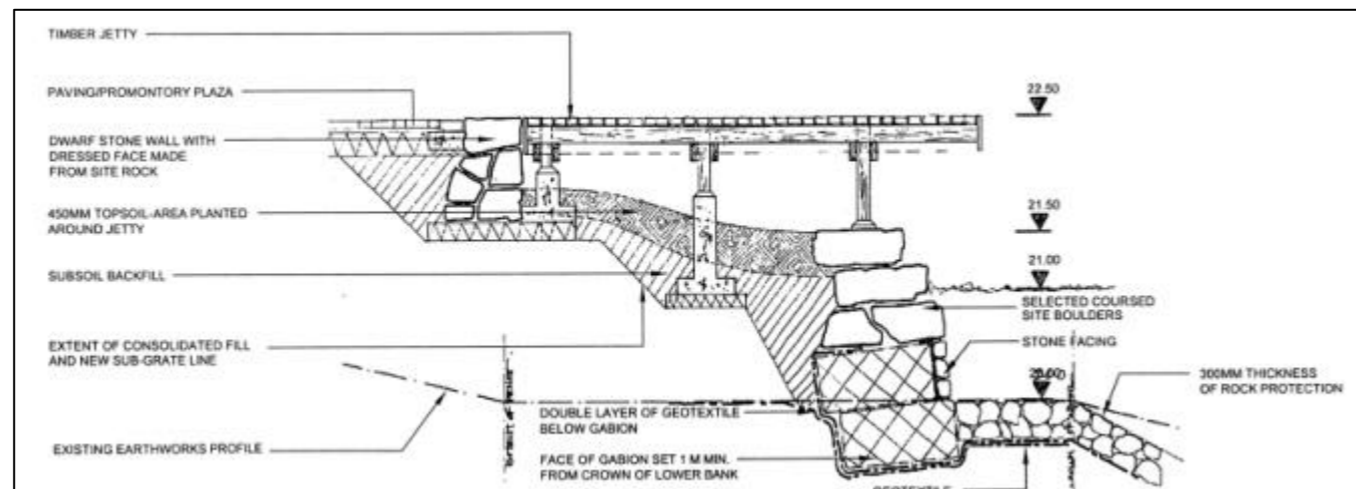 TIMBER JETTY
PAVING/PROMONTORY PLAZA
DWARF STONE WALL WITH
DRESSED FACE MADE
FROM SITE ROCK
450MM TOPSOIL-AREA PLANTED
AROUND JETTY
SUBSOIL BACKFILL
EXTENT OF CONSOLIDATED FILL
AND NEW SUB-GRATE LINE
EXISTING EARTHWORKS PROFILE
22.50
21.50
21.00
SELECTED COURSED
SITE BOULDERS
STONE FACING
300MM THICKNESS
OF ROCK PROTECTION
DOUBLE LAYER OF GEOTEXTILE
BELOW GABION
FACE OF GABION SET 1 M MIN.
FROM CROWN OF LOWER BANK
GEOTEXTILE